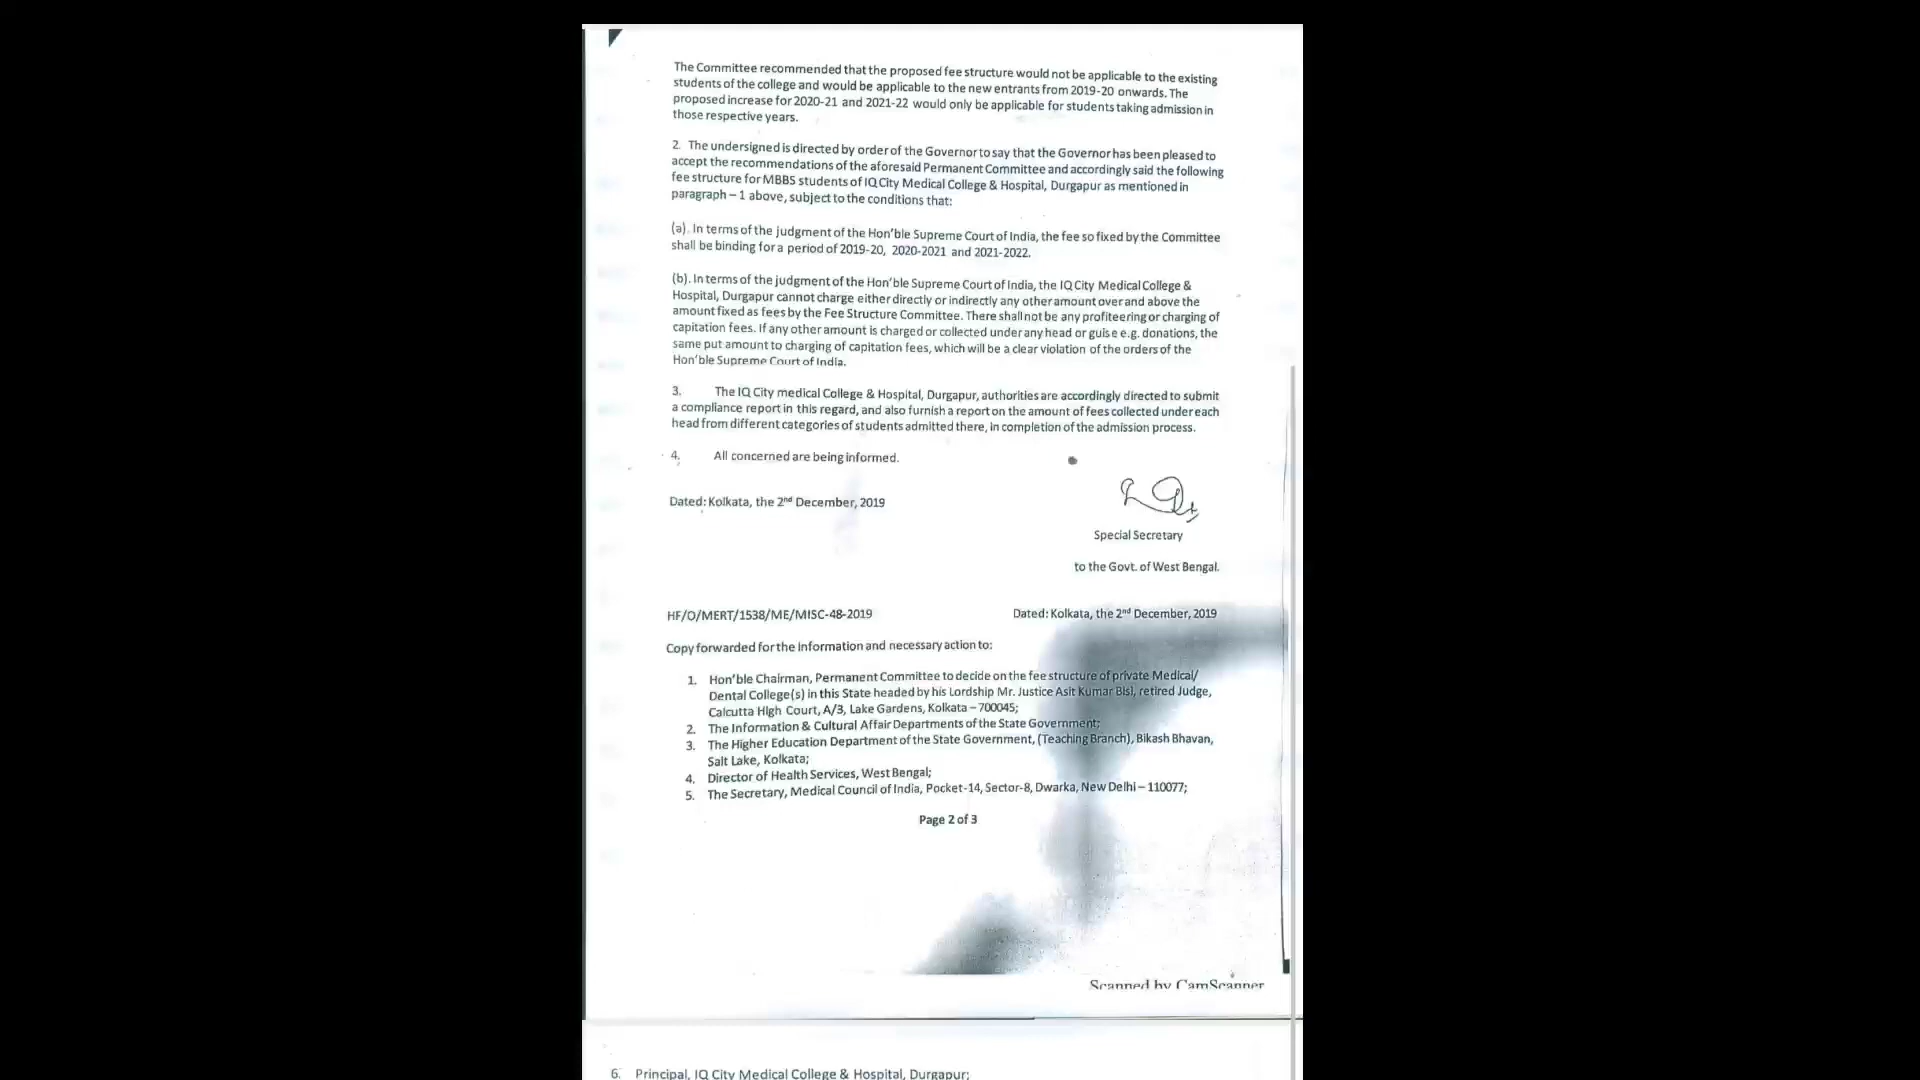 The Committee recommended that the proposed fee structure would not be applicable to the existing
students of the college and would be applicable to the new entrants from 2019-20 onwards. The
proposed increase for 2020-21 and 2021-22 would only be applicable for students taking admission in
those respective years.
2. The undersigned is directed by order of the Governor to say that the Governor has been pleased to
accept the recommendations of the aforesaid Permanent Committee and accordingly said the following
fee structure for MBBS students of IQ City Medical College & Hospital, Durgapur as mentioned in
paragraph – 1 above, subject to the conditions that:
(a). In terms of the judgment of the Hon'ble Supreme Court of India, the fee so fixed by the Committee
shall be binding for a period of 2019-20, 2020-2021 and 2021-2022.
(b). In terms of the judgment of the Hon'ble Supreme Court of India, the IQ City Medical College &
Hospital, Durgapur cannot charge either directly or indirectly any other amount over and above the
amount fixed as fees by the Fee Structure Committee. There shall not be any profiteering or charging of
capitation fees. If any other amount is charged or collected under any head or guise e.g. donations, the
same put amount to charging of capitation fees, which will be a clear violation of the orders of the
Hon'ble Supreme Court of India.
3. The IQ City medical College & Hospital, Durgapur, authorities are accordingly directed to submit
a compliance report in this regard, and also furnish a report on the amount of fees collected under each
head from different categories of students admitted there, in completion of the admission process.
4. All concerned are being informed.
Dated: Kolkata, the 2nd December, 2019
Special Secretary
to the Govt. of West Bengal.
HF/O/MERT/1538/ME/MISC-48-2019 Dated: Kolkata, the 2nd December, 2019
Copy forwarded for the information and necessary action to:
1. Hon'ble Chairman, Permanent Committee to decide on the fee structure of private Medical/
Dental College(s) in this State headed by his Lordship Mr. Justice Asit Kumar Bisi, retired Judge,
Calcutta High Court, A/3, Lake Gardens, Kolkata – 700045;
2. The Information & Cultural Affair Departments of the State Government;
3. The Higher Education Department of the State Government, (Teaching Branch), Bikash Bhavan,
Salt Lake, Kolkata;
4. Director of Health Services, West Bengal;
5. The Secretary, Medical Council of India, Pocket-14, Sector-8, Dwarka, New Delhi – 110077;
Page 2 of 3
Scanned by CamScanner
6. Principal, IQ City Medical College & Hospital, Durgapur;